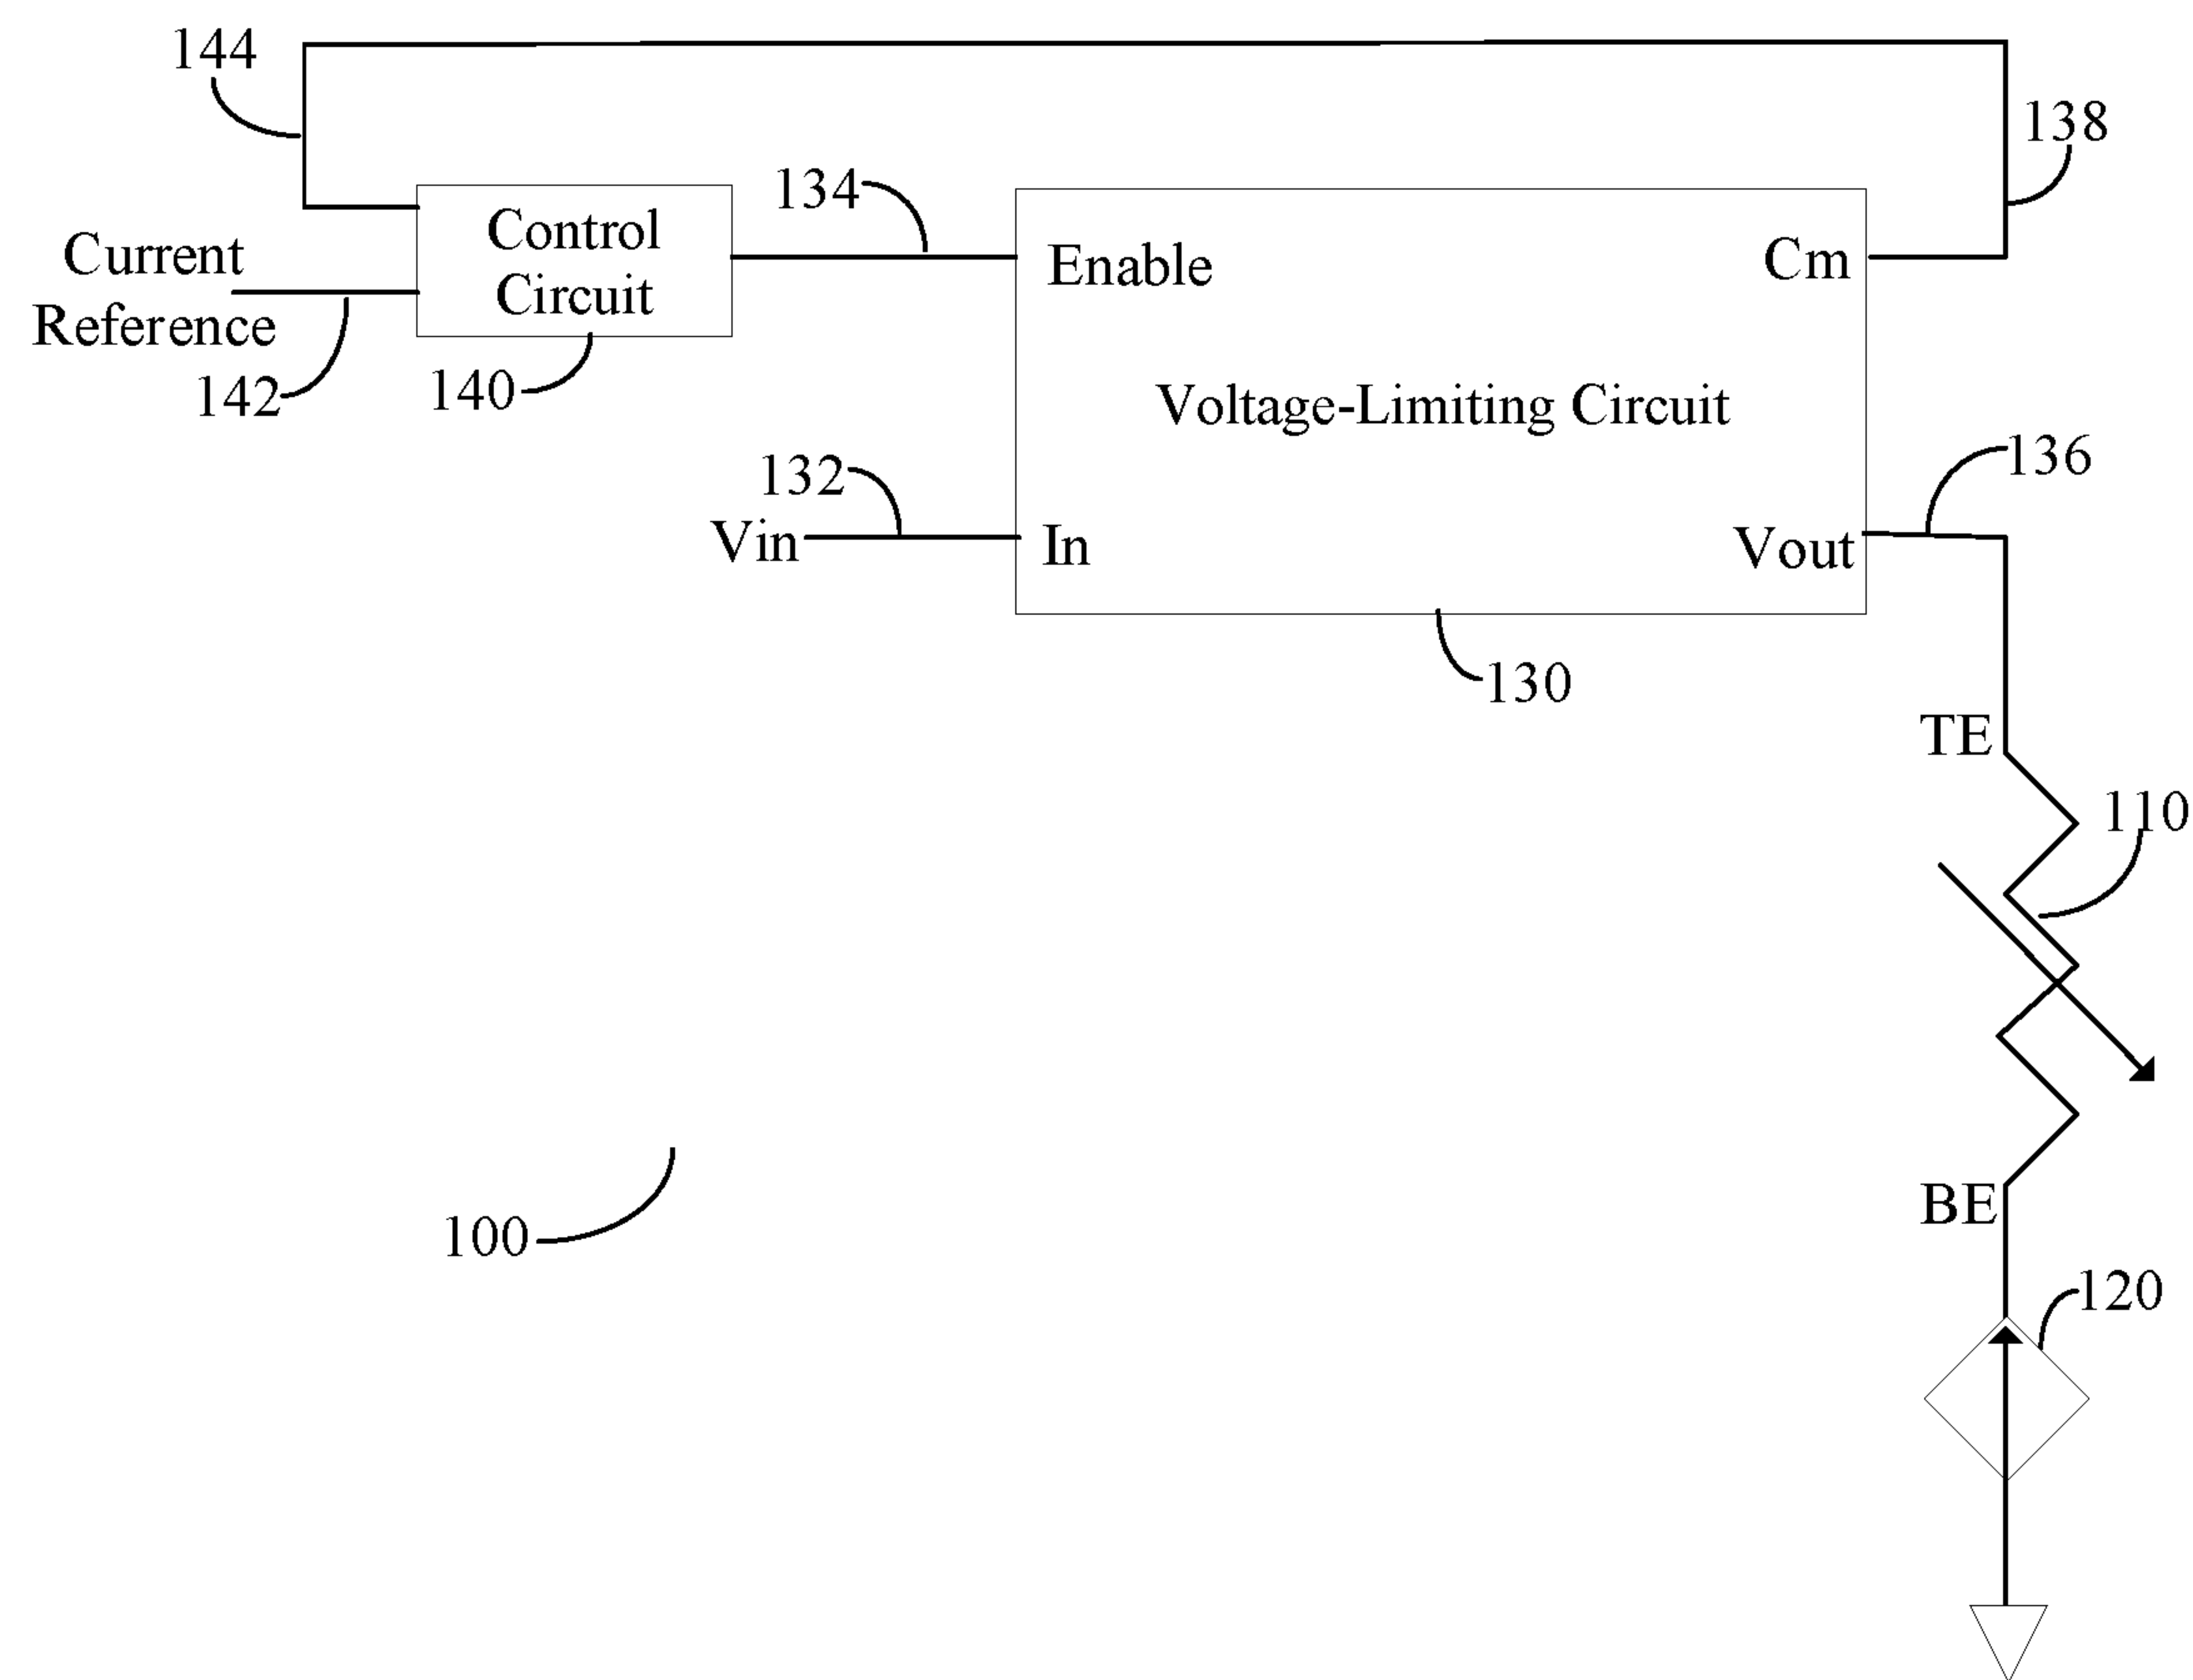 144
138
134
Control
Circuit
Current
Reference
Enable
Cm
142
140
Voltage-Limiting Circuit
132
136
Vin
In
Vout
130
TE
110
BE
100
120